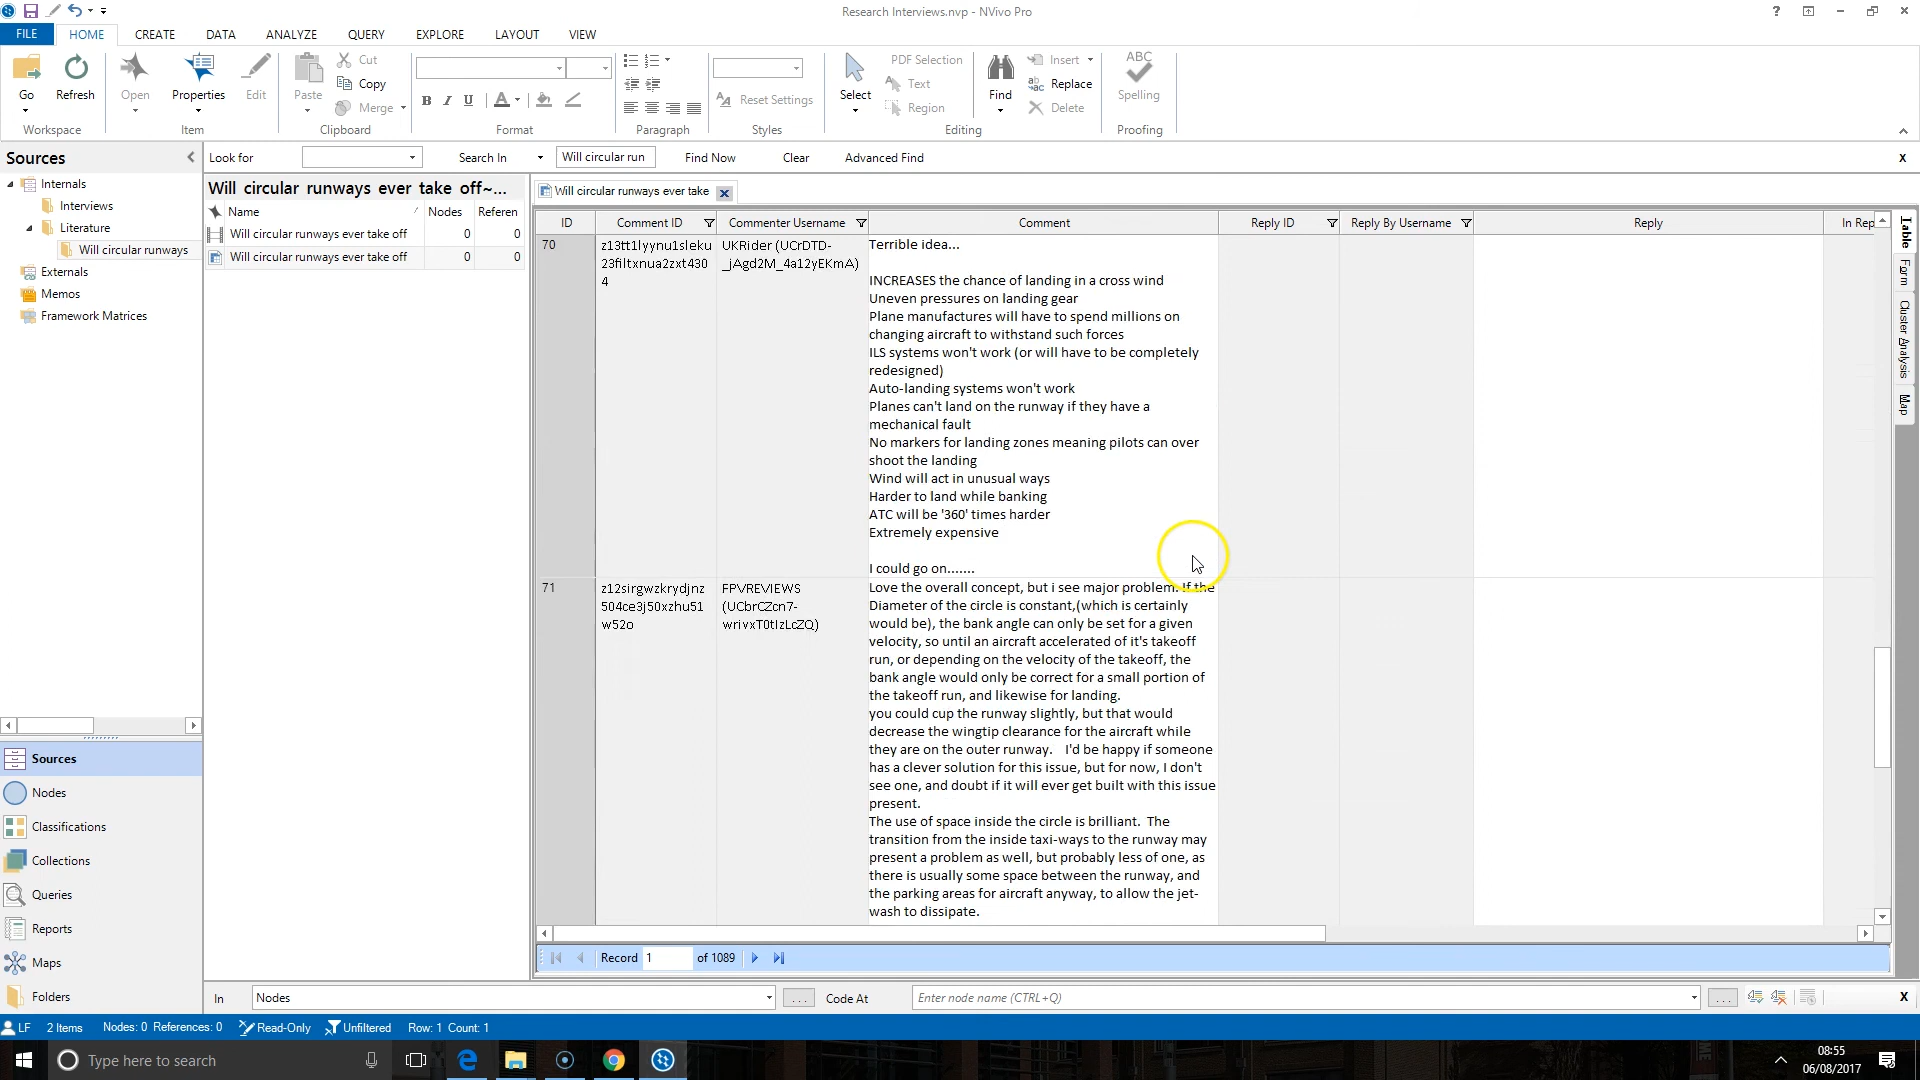 Research Interviews.nvp - NVivo Pro
?
FILE
HOME
CREATE
DATA
ANALYZE
QUERY
EXPLORE
LAYOUT
VIEW
Go
Refresh
Workspace
Open
Properties
Edit
Item
Paste
Cut
Copy
Merge
Clipboard
B I U
A
Format
Paragraph
Reset Settings
Styles
Select
PDF Selection
Text
Region
Find
Insert
Replace
Delete
Editing
ABC
Spelling
Proofing
Sources
Look for
Search In
Will circular run
Find Now
Clear
Advanced Find
X
Internals
Interviews
Literature
Will circular runways
Externals
Memos
Framework Matrices
Will circular runways ever take off~...
Name
Nodes
Referen
Will circular runways ever take off 0 0
Will circular runways ever take off 0 0
Will circular runways ever take
ID
Comment ID
Commenter Username
Comment
Reply ID
Reply By Username
Reply
In Rep
70
z13tt1lyynu1sleku
23filtxnua2zxt430
4
UKRider (UCrDTD-
_jAgd2M_4a12yEKmA)
Terrible idea...
INCREASES the chance of landing in a cross wind
Uneven pressures on landing gear
Plane manufactures will have to spend millions on
changing aircraft to withstand such forces
ILS systems won't work (or will have to be completely
redesigned)
Auto-landing systems won't work
Planes can't land on the runway if they have a
mechanical fault
No markers for landing zones meaning pilots can over
shoot the landing
Wind will act in unusual ways
Harder to land while banking
ATC will be '360' times harder
Extremely expensive
I could go on.......
71
z12sirgwzkrydjnz
504ce3j50xzhu51
w52o
FPVREVIEWS
(UCbrCZcn7-
wrivxT0tIzLcZQ)
Love the overall concept, but i see major problem. If the
Diameter of the circle is constant,(which is certainly
would be), the bank angle can only be set for a given
velocity, so until an aircraft accelerated of it's takeoff
run, or depending on the velocity of the takeoff, the
bank angle would only be correct for a small portion of
the takeoff run, and likewise for landing.
you could cup the runway slightly, but that would
decrease the wingtip clearance for the aircraft while
they are on the outer runway. I'd be happy if someone
has a clever solution for this issue, but for now, I don't
see one, and doubt if it will ever get built with this issue
present.
The use of space inside the circle is brilliant. The
transition from the inside taxi-ways to the runway may
present a problem as well, but probably less of one, as
there is usually some space between the runway, and
the parking areas for aircraft anyway, to allow the jet-
wash to dissipate.
Table
Form
Cluster Analysis
Map
Sources
Nodes
Classifications
Collections
Queries
Reports
Maps
Folders
Record 1 of 1089
In
Nodes
...
Code At
Enter node name (CTRL+Q)
...
X
LF
2 Items
Nodes: 0 References: 0
Read-Only
Unfiltered
Row: 1 Count: 1
Type here to search
08:55
06/08/2017